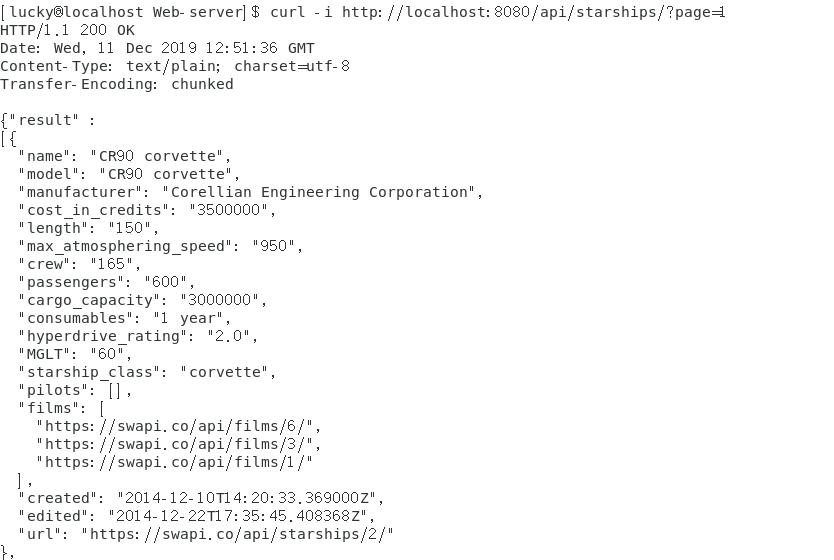 [lucky@localhost Web-server]$ curl -i http://localhost:8080/api/starships/?page=1
HTTP/1.1 200 OK
Date: Wed, 11 Dec 2019 12:51:36 GMT
Content-Type: text/plain; charset=utf-8
Transfer-Encoding: chunked

{"result" :
[{
  "name": "CR90 corvette",
  "model": "CR90 corvette",
  "manufacturer": "Corellian Engineering Corporation",
  "cost_in_credits": "3500000",
  "length": "150",
  "max_atmosphering_speed": "950",
  "crew": "165",
  "passengers": "600",
  "cargo_capacity": "3000000",
  "consumables": "1 year",
  "hyperdrive_rating": "2.0",
  "MGLT": "60",
  "starship_class": "corvette",
  "pilots": [],
  "films": [
    "https://swapi.co/api/films/6/",
    "https://swapi.co/api/films/3/",
    "https://swapi.co/api/films/1/"
  ],
  "created": "2014-12-10T14:20:33.369000Z",
  "edited": "2014-12-22T17:35:45.408368Z",
  "url": "https://swapi.co/api/starships/2/"
},